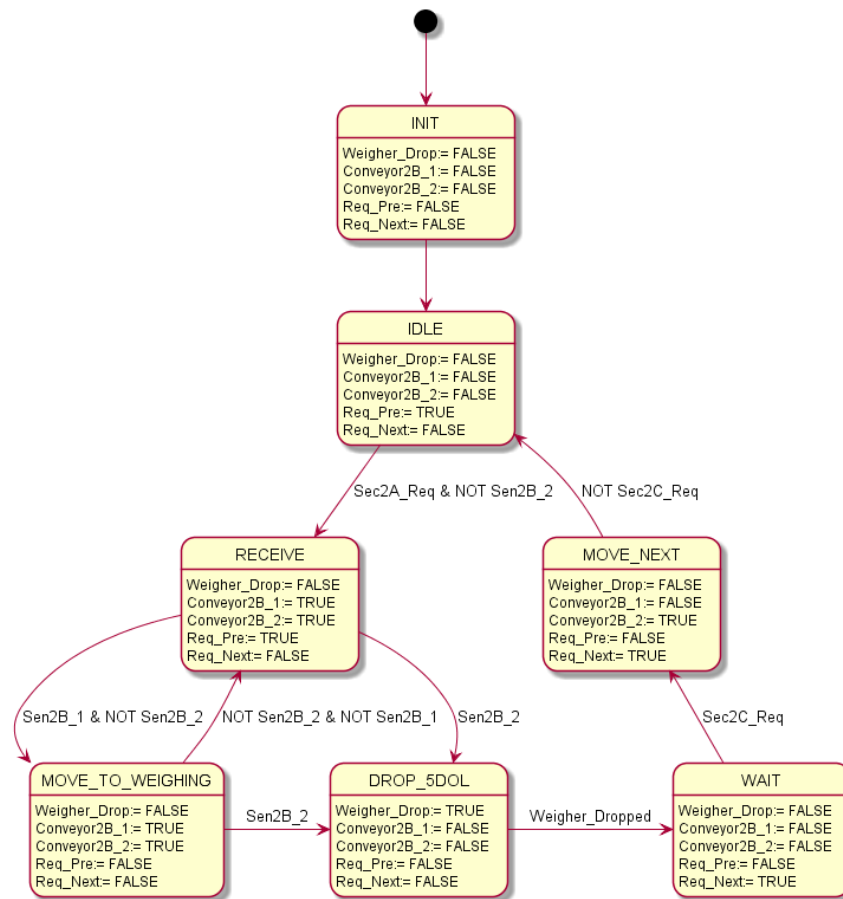 INIT
Weigher_Drop:= FALSE
Conveyor2B_1:= FALSE
Conveyor2B_2:= FALSE
Req_Pre:= FALSE
Req_Next:= FALSE
IDLE
Weigher_Drop:= FALSE
Conveyor2B_1:= FALSE
Conveyor2B_2:= FALSE
Req_Pre:= TRUE
Req_Next:= FALSE
Sec2A_Req & NOT Sen2B_2
NOT Sec2C_Req
RECEIVE
Weigher_Drop:= FALSE
Conveyor2B_1:= TRUE
Conveyor2B_2:= TRUE
Req_Pre:= TRUE
Req_Next:= FALSE
MOVE_NEXT
Weigher_Drop:= FALSE
Conveyor2B_1:= FALSE
Conveyor2B_2:= TRUE
Req_Pre:= FALSE
Req_Next:= TRUE
Sen2B_1 & NOT Sen2B_2
NOT Sen2B_2 & NOT Sen2B_1
Sen2B_2
Sec2C_Req
MOVE_TO_WEIGHING
Weigher_Drop:= FALSE
Conveyor2B_1:= TRUE
Conveyor2B_2:= TRUE
Req_Pre:= FALSE
Req_Next:= FALSE
Sen2B_2
DROP_5DOL
Weigher_Drop:= TRUE
Conveyor2B_1:= FALSE
Conveyor2B_2:= FALSE
Req_Pre:= FALSE
Req_Next:= FALSE
Weigher_Dropped
WAIT
Weigher_Drop:= FALSE
Conveyor2B_1:= FALSE
Conveyor2B_2:= FALSE
Req_Pre:= FALSE
Req_Next:= TRUE